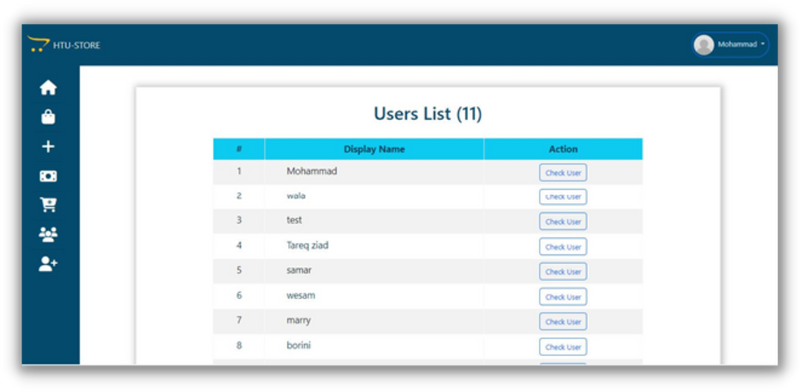 HTU-STORE
Mohammad
Users List (11)
# Display Name Action
1 Mohammad Check User
2 wala Check User
3 test Check User
4 Tareq ziad Check User
5 samar Check User
6 wesam Check User
7 marry Check User
8 borini Check User